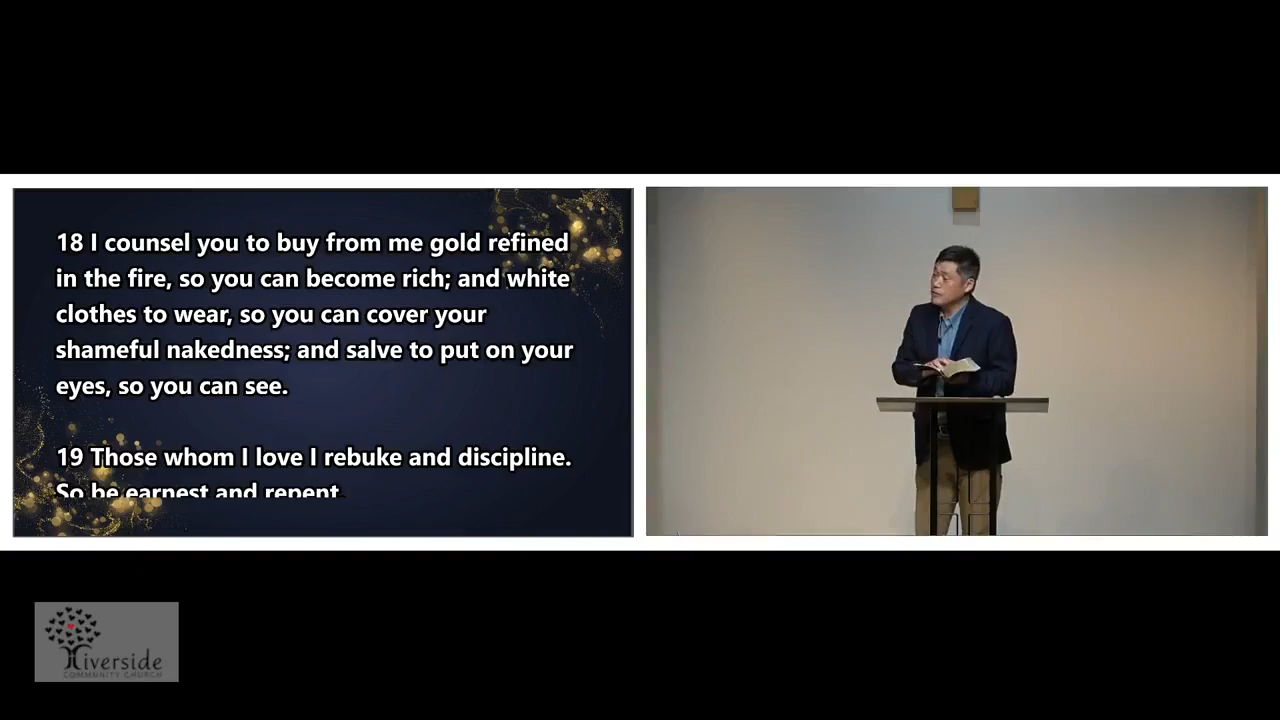 18 I counsel you to buy from me gold refined
in the fire, so you can become rich; and white
clothes to wear, so you can cover your
shameful nakedness; and salve to put on your
eyes, so you can see.
19 Those whom I love I rebuke and discipline.
So be earnest and repent.
Riverside
COMMUNITY CHURCH